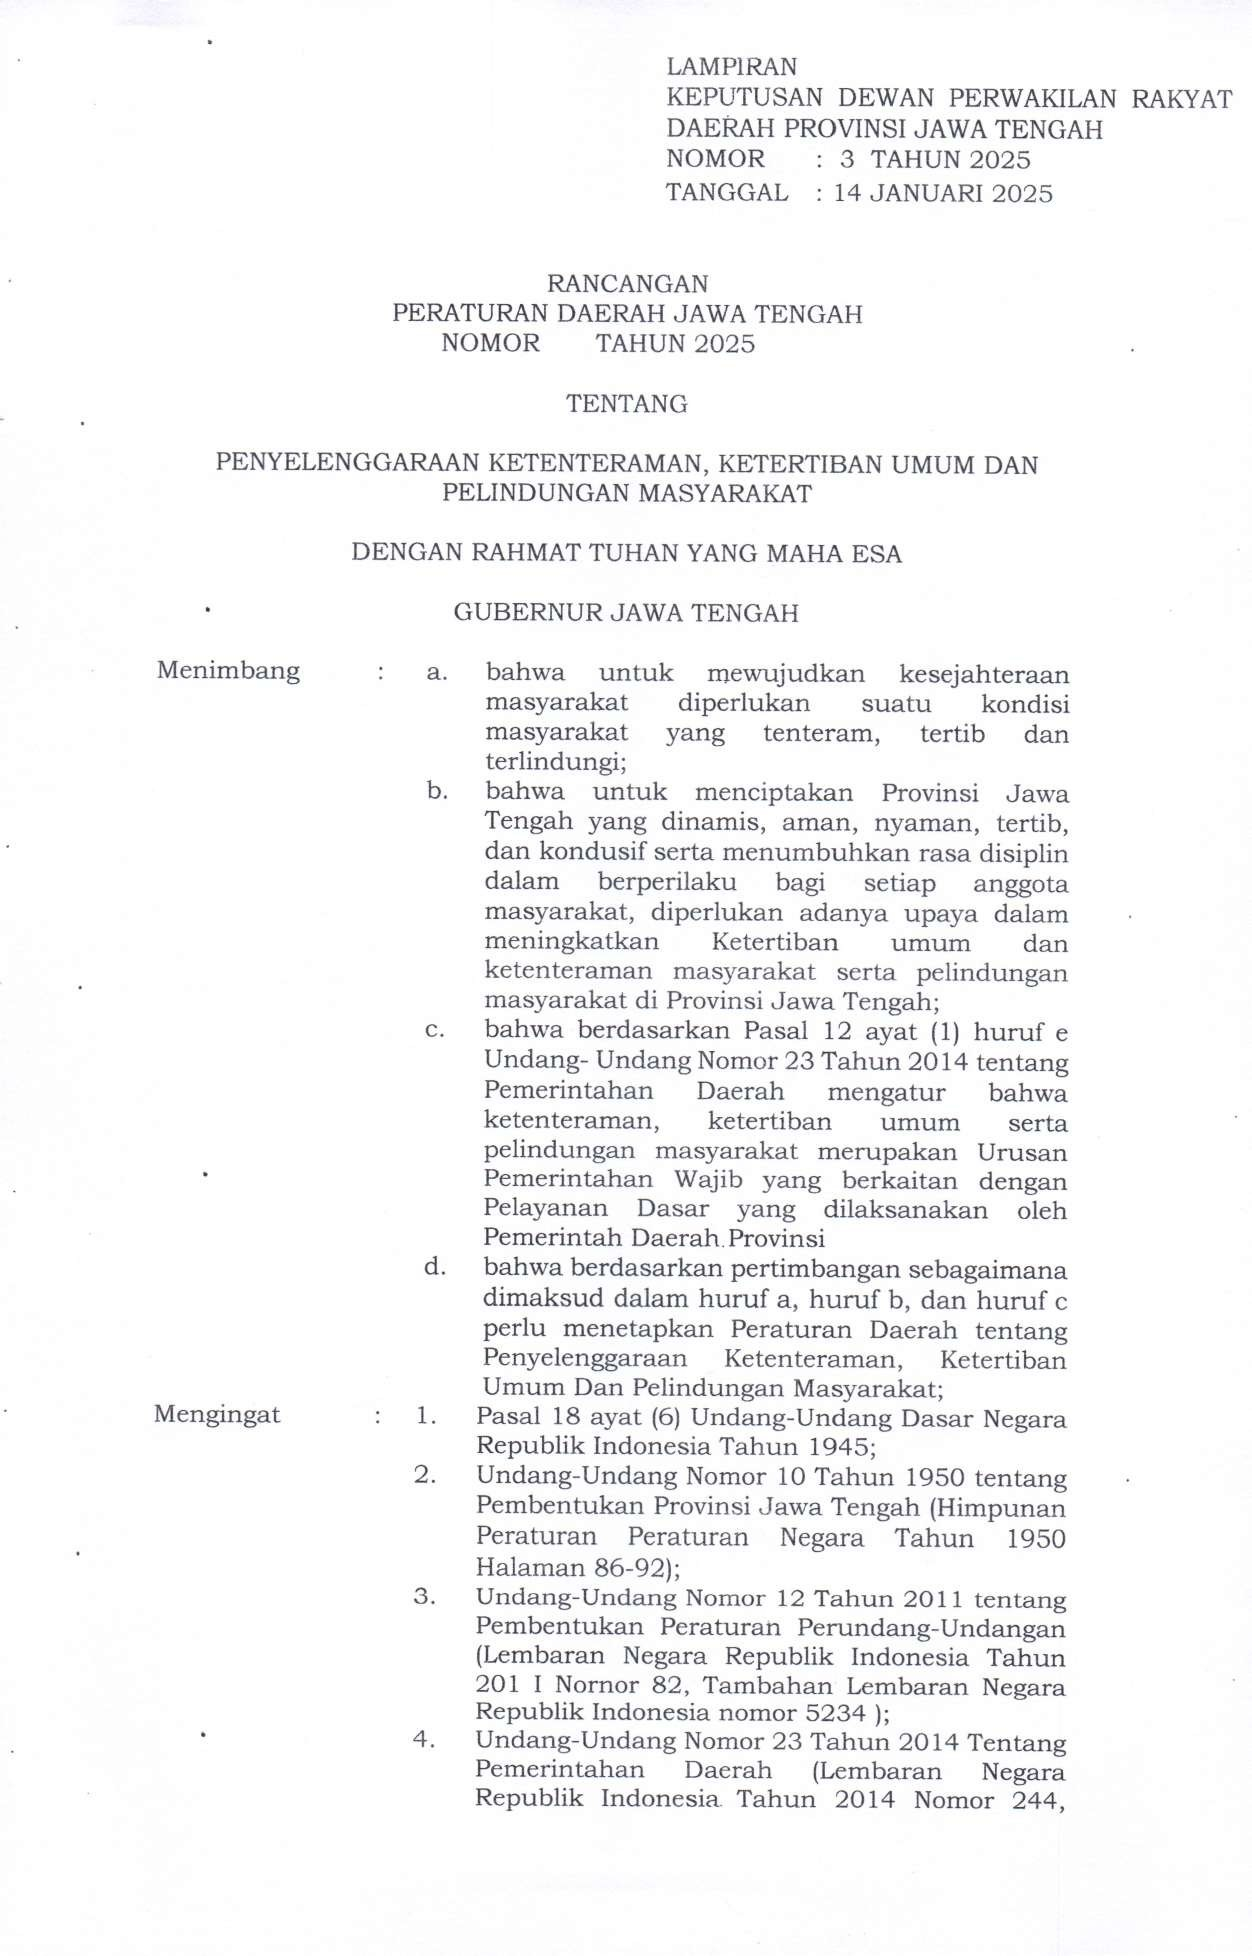 LAMPIRAN
KEPUTUSAN DEWAN PERWAKILAN RAKYAT
DAERAH PROVINSI JAWA TENGAH
NOMOR : 3 TAHUN 2025
TANGGAL : 14 JANUARI 2025
RANCANGAN
PERATURAN DAERAH JAWA TENGAH
NOMOR TAHUN 2025
TENTANG
PENYELENGGARAAN KETENTERAMAN, KETERTIBAN UMUM DAN
PELINDUNGAN MASYARAKAT
DENGAN RAHMAT TUHAN YANG MAHA ESA
GUBERNUR JAWA TENGAH
Menimbang : a. bahwa untuk mewujudkan kesejahteraan
masyarakat diperlukan suatu kondisi
masyarakat yang tenteram, tertib dan
terlindungi;
b. bahwa untuk menciptakan Provinsi Jawa
Tengah yang dinamis, aman, nyaman, tertib,
dan kondusif serta menumbuhkan rasa disiplin
dalam berperilaku bagi setiap anggota
masyarakat, diperlukan adanya upaya dalam
meningkatkan Ketertiban umum dan
ketenteraman masyarakat serta pelindungan
masyarakat di Provinsi Jawa Tengah;
c. bahwa berdasarkan Pasal 12 ayat (1) huruf e
Undang- Undang Nomor 23 Tahun 2014 tentang
Pemerintahan Daerah mengatur bahwa
ketenteraman, ketertiban umum serta
pelindungan masyarakat merupakan Urusan
Pemerintahan Wajib yang berkaitan dengan
Pelayanan Dasar yang dilaksanakan oleh
Pemerintah Daerah Provinsi
d. bahwa berdasarkan pertimbangan sebagaimana
dimaksud dalam huruf a, huruf b, dan huruf c
perlu menetapkan Peraturan Daerah tentang
Penyelenggaraan Ketenteraman, Ketertiban
Umum Dan Pelindungan Masyarakat;
Mengingat : 1. Pasal 18 ayat (6) Undang-Undang Dasar Negara
Republik Indonesia Tahun 1945;
2. Undang-Undang Nomor 10 Tahun 1950 tentang
Pembentukan Provinsi Jawa Tengah (Himpunan
Peraturan Peraturan Negara Tahun 1950
Halaman 86-92);
3. Undang-Undang Nomor 12 Tahun 2011 tentang
Pembentukan Peraturan Perundang-Undangan
(Lembaran Negara Republik Indonesia Tahun
201 I Nornor 82, Tambahan Lembaran Negara
Republik Indonesia nomor 5234 );
4. Undang-Undang Nomor 23 Tahun 2014 Tentang
Pemerintahan Daerah (Lembaran Negara
Republik Indonesia Tahun 2014 Nomor 244,